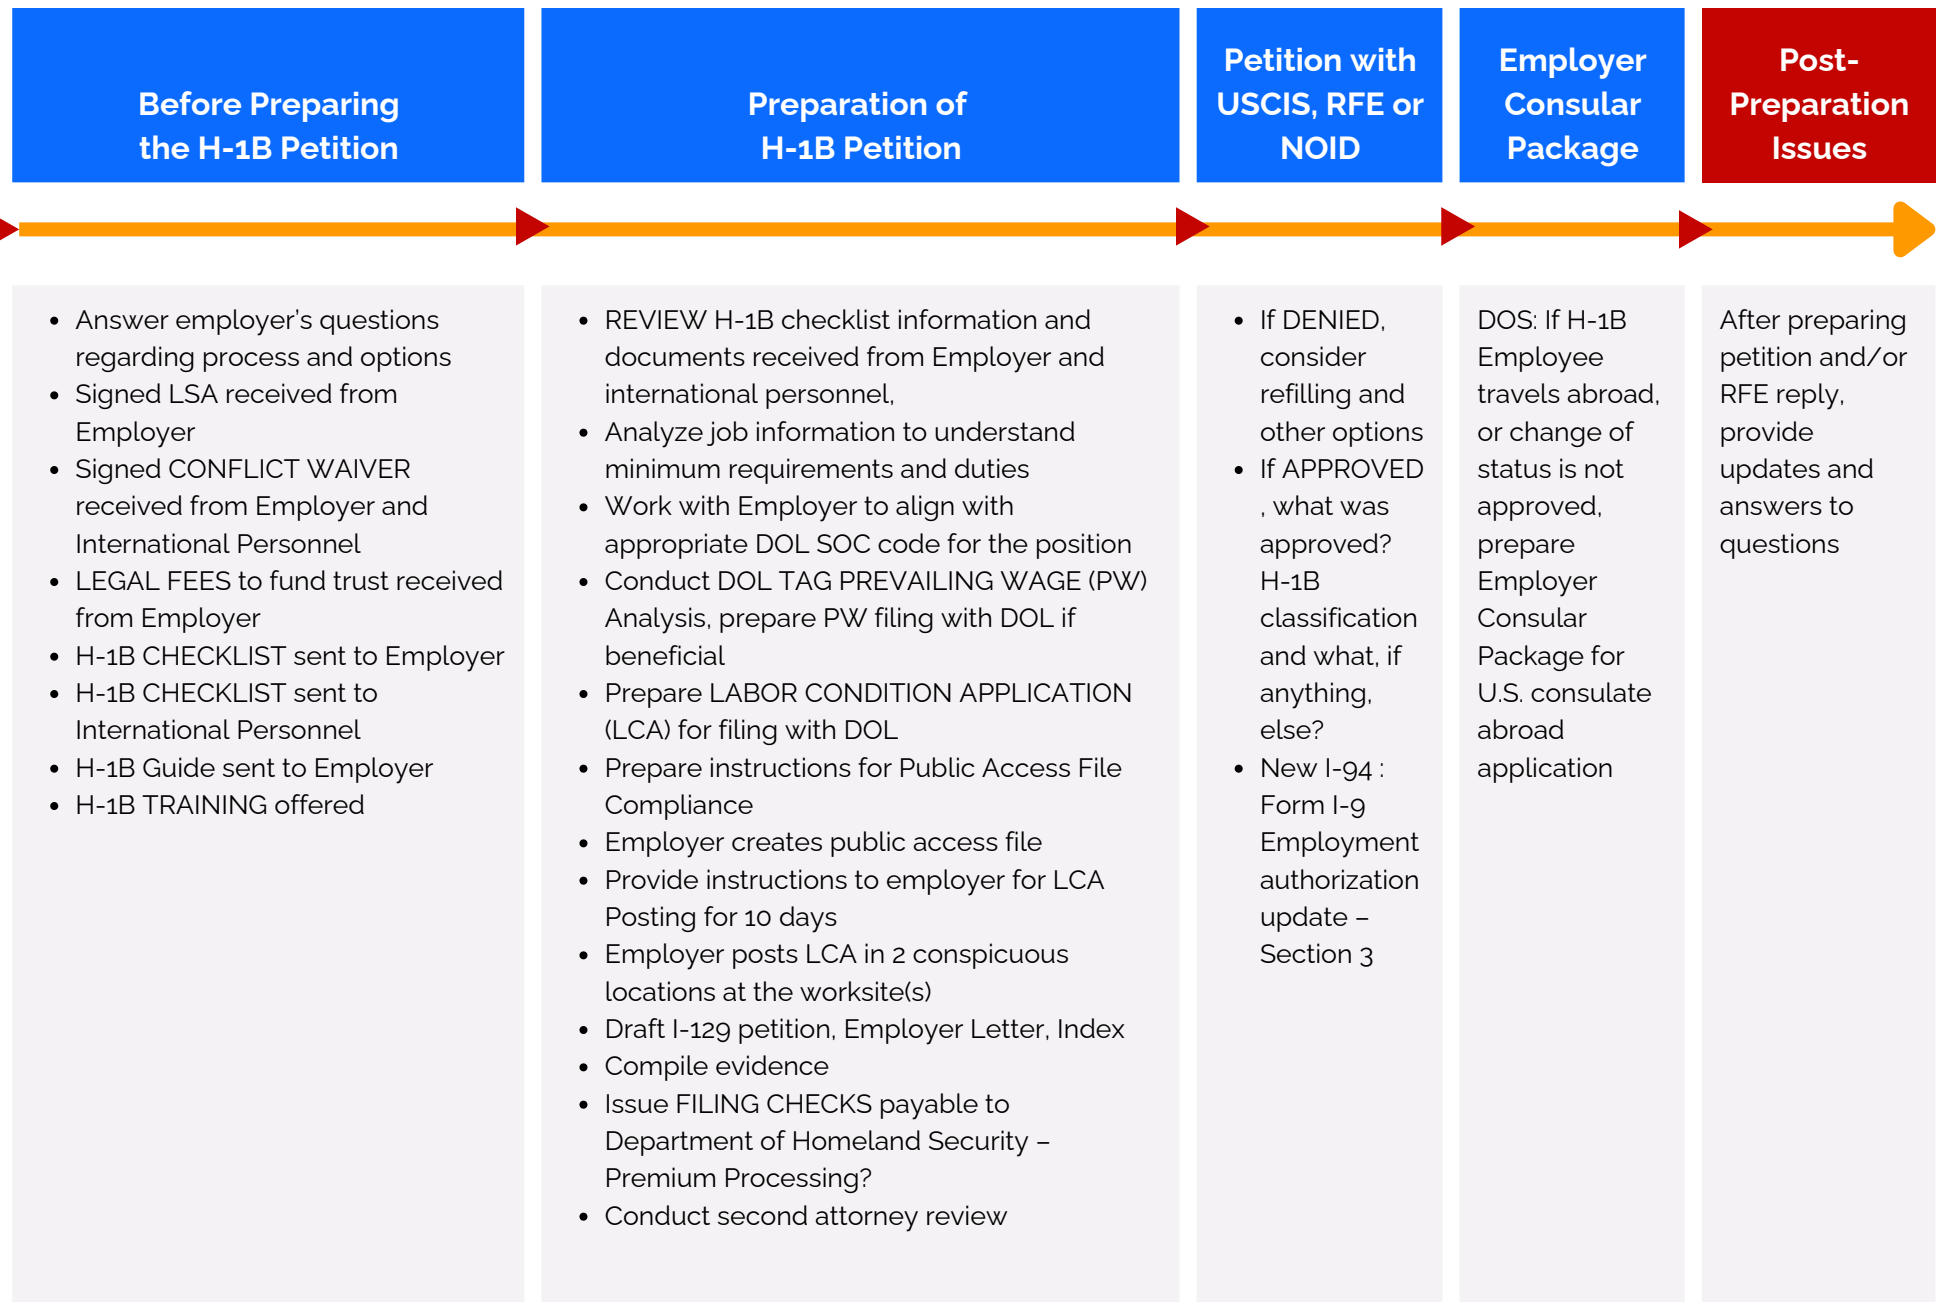 Before Preparing
the H-1B Petition
Preparation of
H-1B Petition
Petition with
USCIS, RFE or
NOID
Employer
Consular
Package
Post-
Preparation
Issues
• Answer employer's questions
regarding process and options
• Signed LSA received from
Employer
• Signed CONFLICT WAIVER
received from Employer and
International Personnel
• LEGAL FEES to fund trust received
from Employer
• H-1B CHECKLIST sent to Employer
• H-1B CHECKLIST sent to
International Personnel
• H-1B Guide sent to Employer
• H-1B TRAINING offered
• REVIEW H-1B checklist information and
documents received from Employer and
international personnel,
• Analyze job information to understand
minimum requirements and duties
• Work with Employer to align with
appropriate DOL SOC code for the position
• Conduct DOL TAG PREVAILING WAGE (PW)
Analysis, prepare PW filing with DOL if
beneficial
• Prepare LABOR CONDITION APPLICATION
(LCA) for filing with DOL
• Prepare instructions for Public Access File
Compliance
• Employer creates public access file
• Provide instructions to employer for LCA
Posting for 10 days
• Employer posts LCA in 2 conspicuous
locations at the worksite(s)
• Draft I-129 petition, Employer Letter, Index
• Compile evidence
• Issue FILING CHECKS payable to
Department of Homeland Security –
Premium Processing?
• Conduct second attorney review
• If DENIED,
consider
refilling and
other options
• If APPROVED
, what was
approved?
H-1B
classification
and what, if
anything,
else?
• New I-94 :
Form I-9
Employment
authorization
update –
Section 3
DOS: If H-1B
Employee
travels abroad,
or change of
status is not
approved,
prepare
Employer
Consular
Package for
U.S. consulate
abroad
application
After preparing
petition and/or
RFE reply,
provide
updates and
answers to
questions